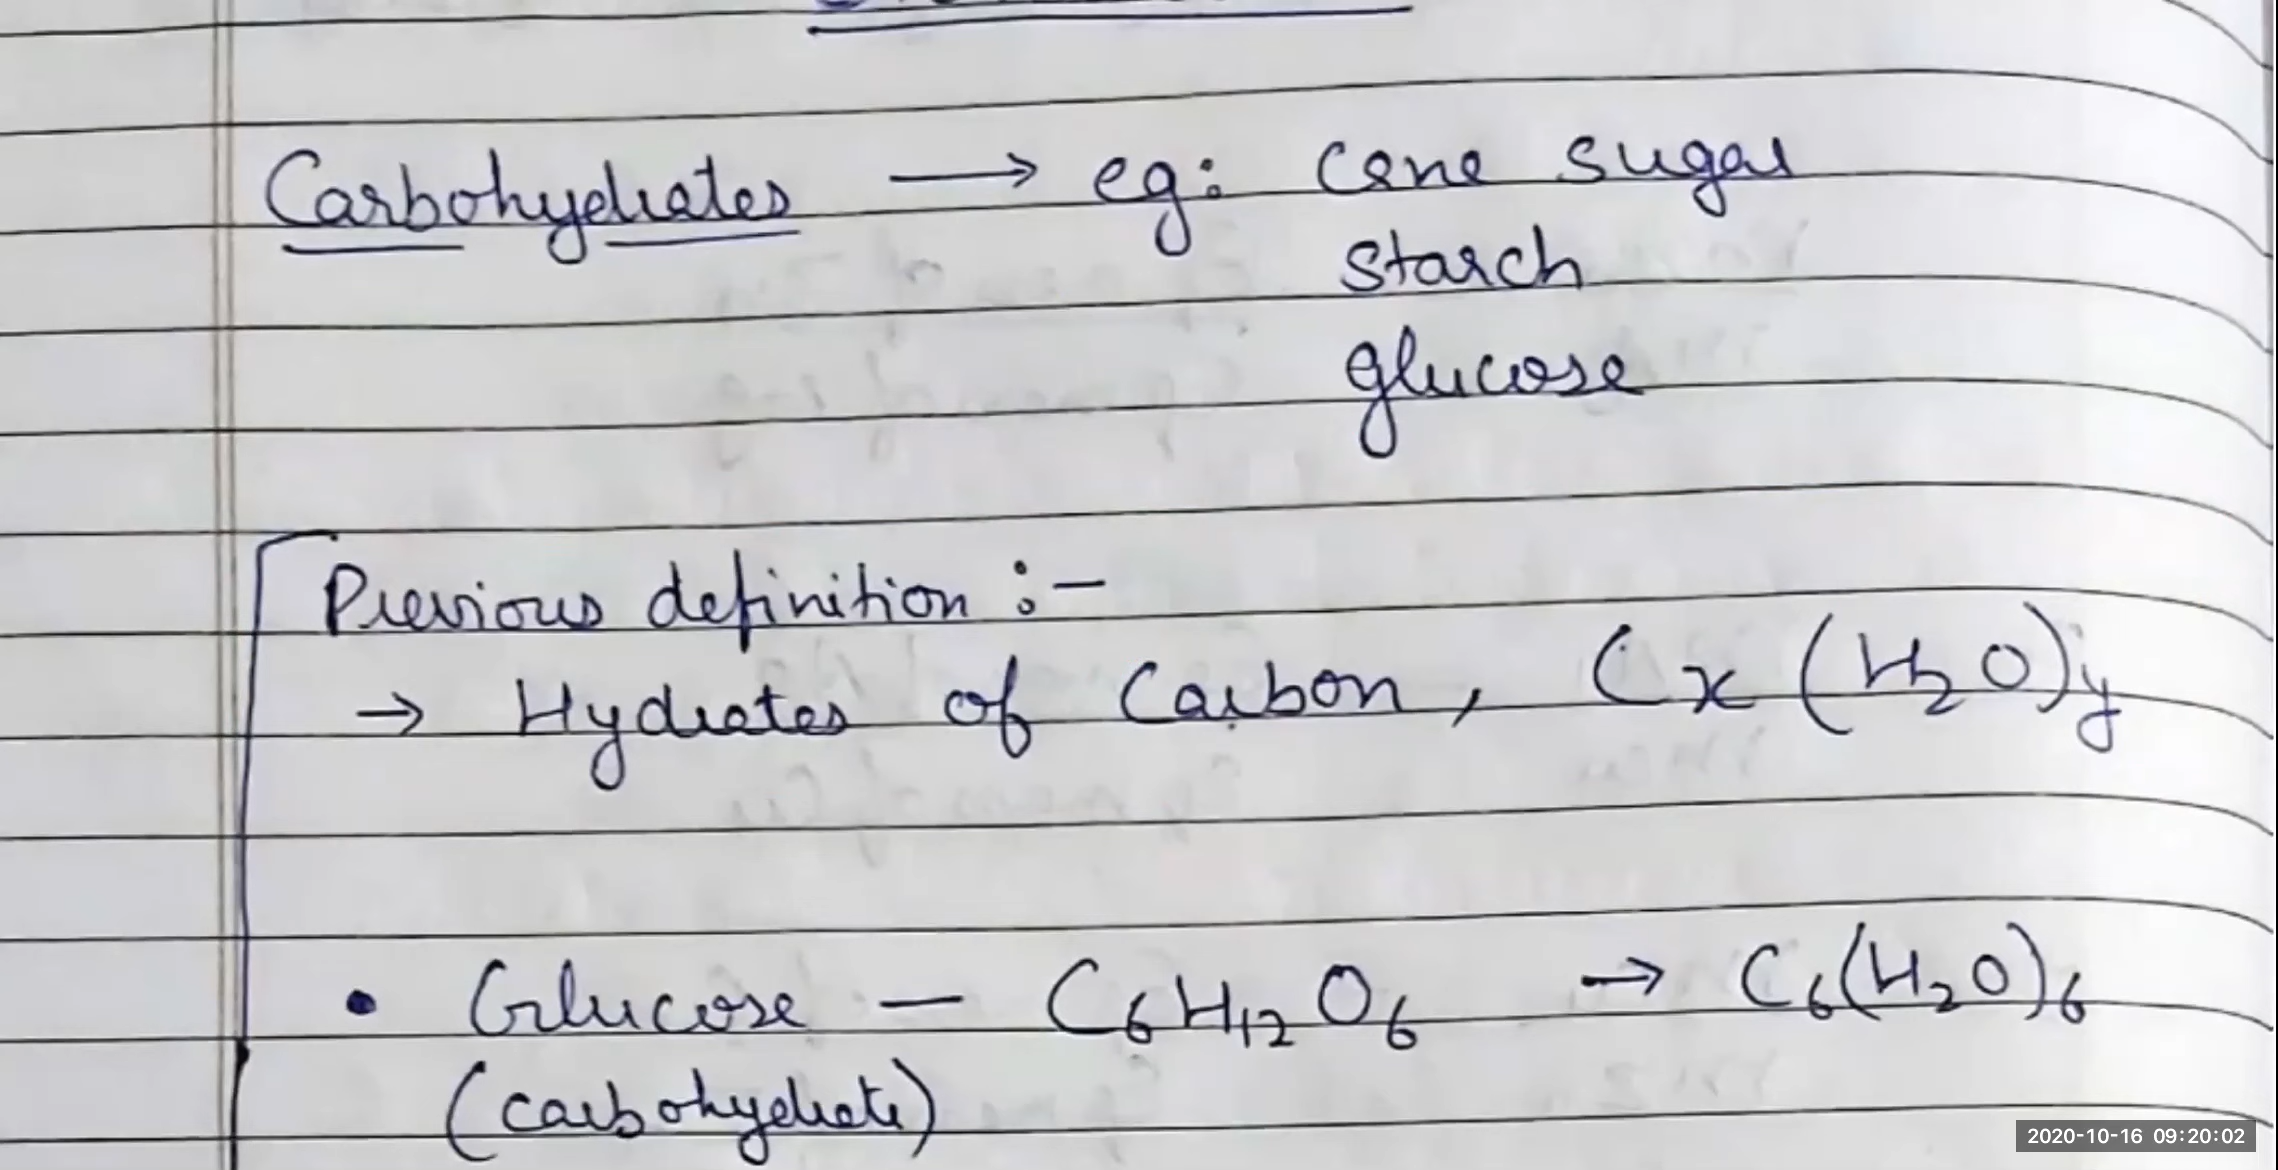 Carbohydrates → eg: cane sugar
starch
glucose
Previous definition :-
→ Hydrates of Carbon, Cx(H₂O)y
• Glucose — C₆H₁₂O₆ → C₆(H₂O)₆
(carbohydrate)
2020-10-16 09:20:02